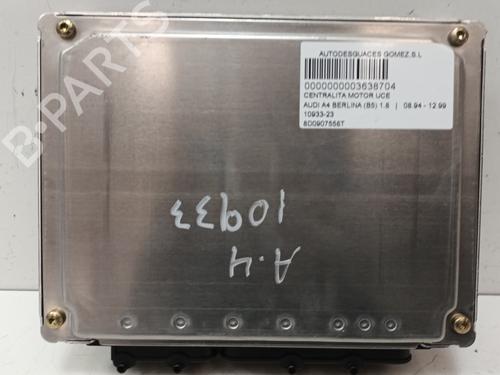 AUTODESGUACES GOMEZ,S.L
0000000003638704
CENTRALITA MOTOR UCE
AUDI A4 BERLINA (B5) 1.8 | 08.94 - 12.99
10933-23
8D0907558T
10933
A.4